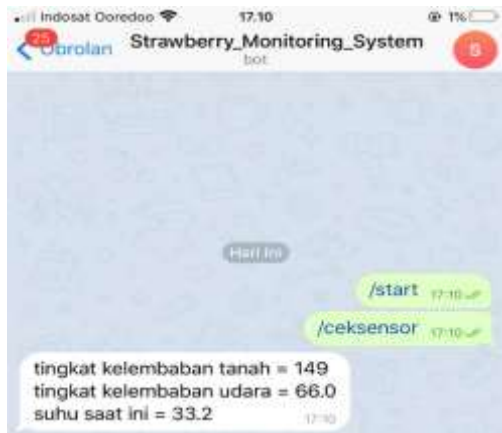 Indosat Ooredoo 17.10 1%
25
Obrolan Strawberry_Monitoring_System
bot
S
Hari Ini
/start 17:10
/ceksensor 17:10
tingkat kelembaban tanah = 149
tingkat kelembaban udara = 66.0
suhu saat ini = 33.2
17:10